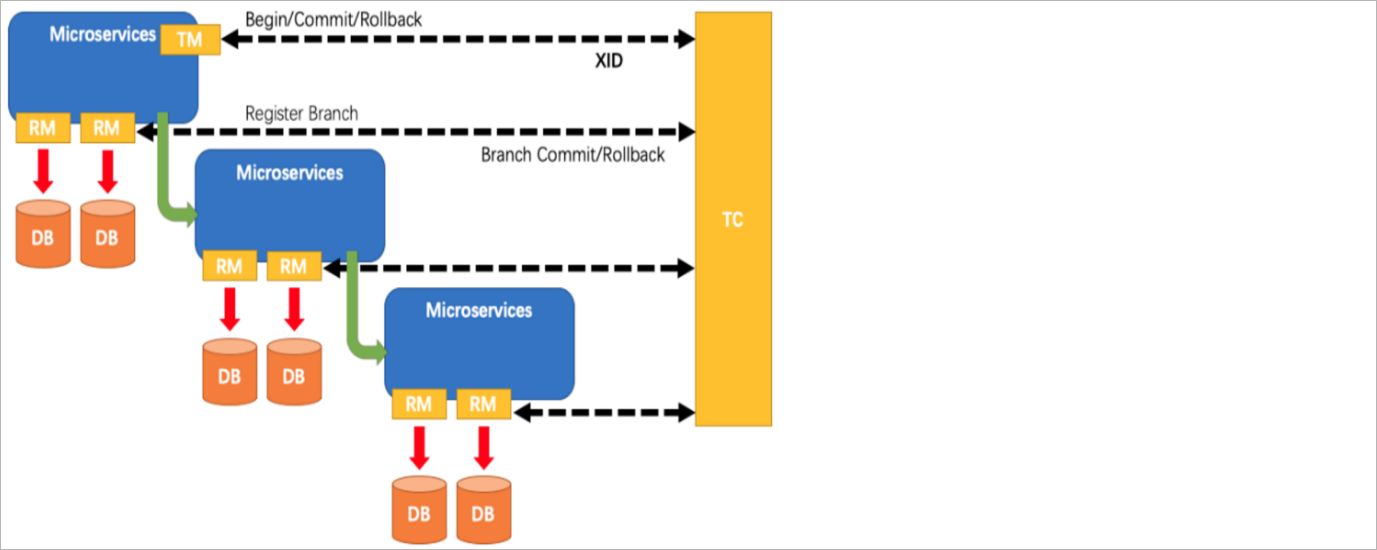 Begin/Commit/Rollback
Microservices
TM
XID
Register Branch
RM
RM
Branch Commit/Rollback
Microservices
TC
DB
DB
RM
RM
Microservices
DB
DB
RM
RM
DB
DB